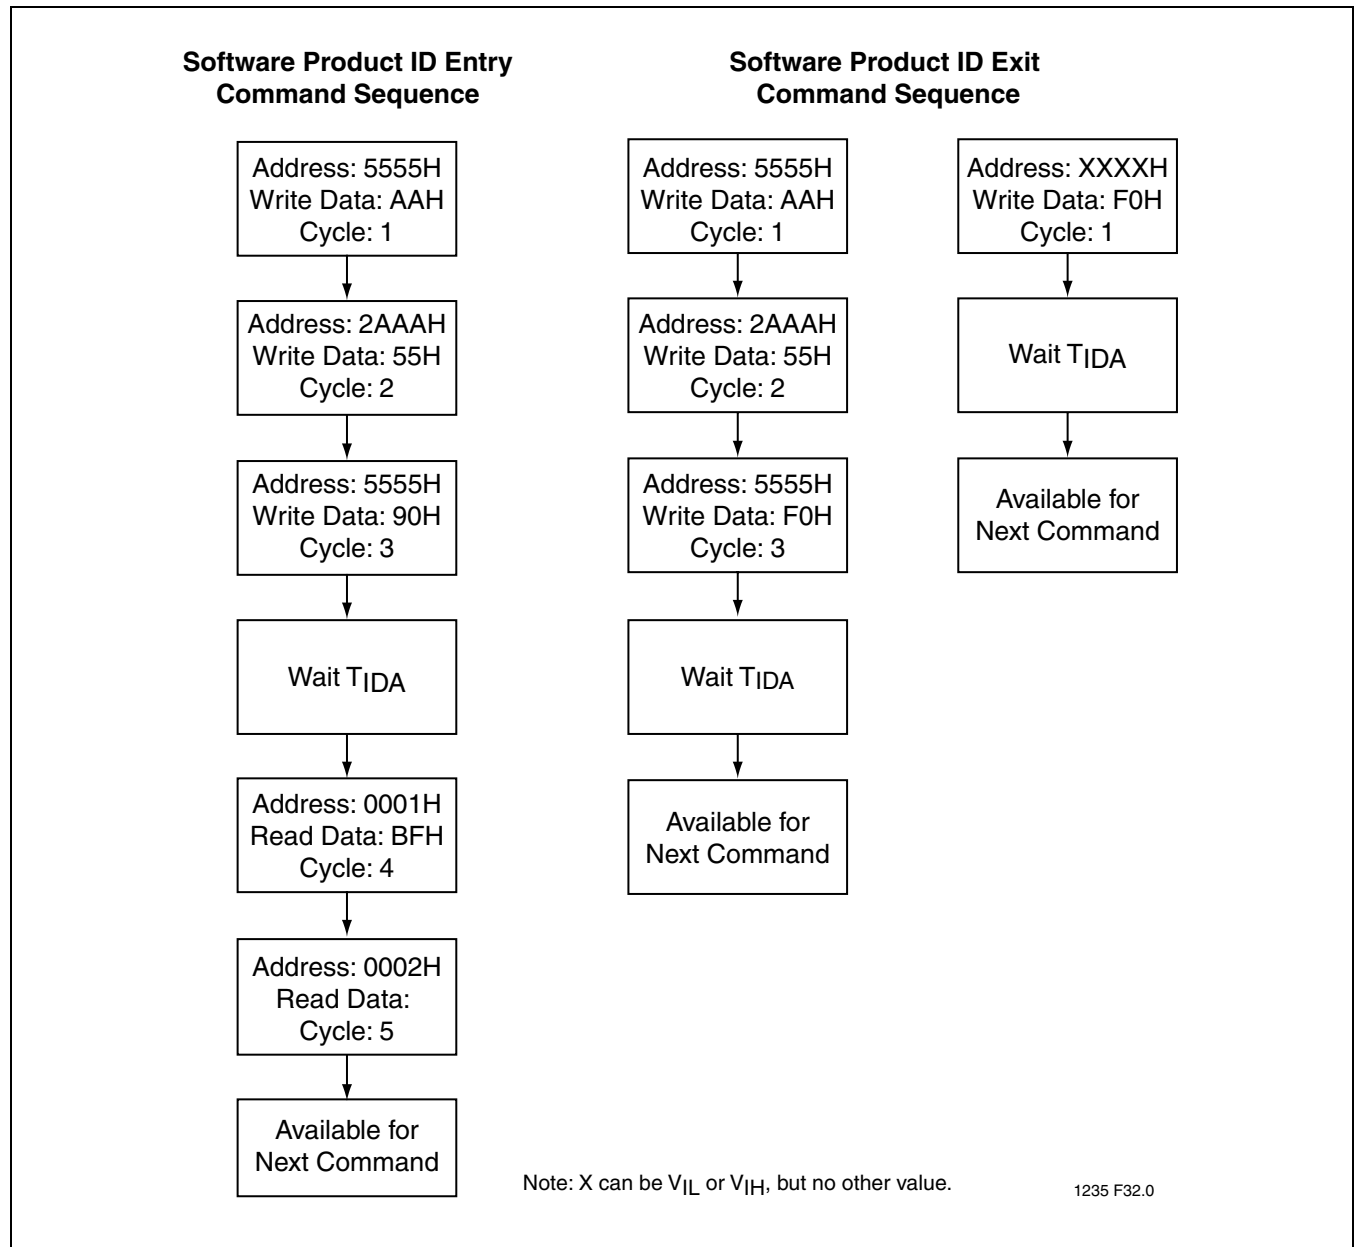 Software Product ID Entry
Command Sequence
Address: 5555H
Write Data: AAH
Cycle: 1
Address: 2AAAH
Write Data: 55H
Cycle: 2
Address: 5555H
Write Data: 90H
Cycle: 3
Wait TIDA
Address: 0001H
Read Data: BFH
Cycle: 4
Address: 0002H
Read Data:
Cycle: 5
Available for
Next Command
Software Product ID Exit
Command Sequence
Address: 5555H
Write Data: AAH
Cycle: 1
Address: 2AAAH
Write Data: 55H
Cycle: 2
Address: 5555H
Write Data: F0H
Cycle: 3
Wait TIDA
Available for
Next Command
Address: XXXXH
Write Data: F0H
Cycle: 1
Wait TIDA
Available for
Next Command
Note: X can be VIL or VIH, but no other value.
1235 F32.0